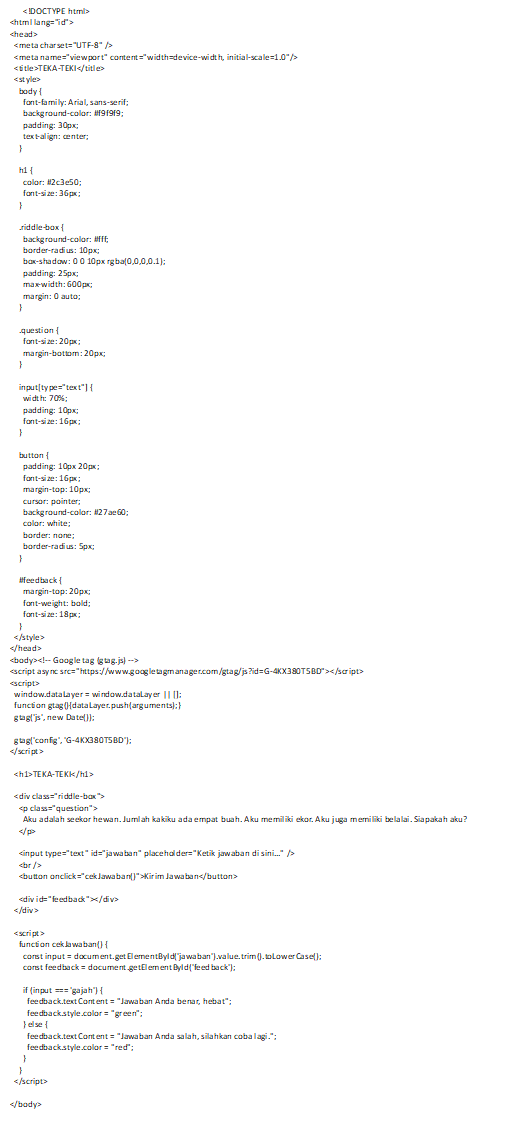 <!DOCTYPE html>
<html lang="id">
<head>
<meta charset="UTF-8" />
<meta name="viewport" content="width=device-width, initial-scale=1.0"/>
<title>TEKA-TEKI</title>
<style>
body {
font-family: Arial, sans-serif;
background-color: #f9f9f9;
padding: 30px;
text-align: center;
}
h1 {
color: #2c3e50;
font-size: 36px;
}
.riddle-box {
background-color: #fff;
border-radius: 10px;
box-shadow: 0 0 10px rgba(0,0,0,0.1);
padding: 25px;
max-width: 600px;
margin: 0 auto;
}
.question {
font-size: 20px;
margin-bottom: 20px;
}
input[type="text"] {
width: 70%;
padding: 10px;
font-size: 16px;
}
button {
padding: 10px 20px;
font-size: 16px;
margin-top: 10px;
cursor: pointer;
background-color: #27ae60;
color: white;
border: none;
border-radius: 5px;
}
#feedback {
margin-top: 20px;
font-weight: bold;
font-size: 18px;
}
</style>
</head>
<body><!-- Google tag (gtag.js) -->
<script async src="https://www.googletagmanager.com/gtag/js?id=G-4KX380T5BD"></script>
<script>
window.dataLayer = window.dataLayer || [];
function gtag(){dataLayer.push(arguments);}
gtag('js', new Date());
gtag('config', 'G-4KX380T5BD');
</script>
<h1>TEKA-TEKI</h1>
<div class="riddle-box">
<p class="question">
Aku adalah seekor hewan. Jumlah kakiku ada empat buah. Aku memiliki ekor. Aku juga memiliki belalai. Siapakah aku?
</p>
<input type="text" id="jawaban" placeholder="Ketik jawaban di sini..." />
<br />
<button onclick="cekJawaban()">Kirim Jawaban</button>
<div id="feedback"></div>
</div>
<script>
function cekJawaban() {
const input = document.getElementById('jawaban').value.trim().toLowerCase();
const feedback = document.getElementById('feedback');
if (input === 'gajah') {
feedback.textContent = "Jawaban Anda benar, hebat";
feedback.style.color = "green";
} else {
feedback.textContent = "Jawaban Anda salah, silahkan coba lagi.";
feedback.style.color = "red";
}
}
</script>
</body>